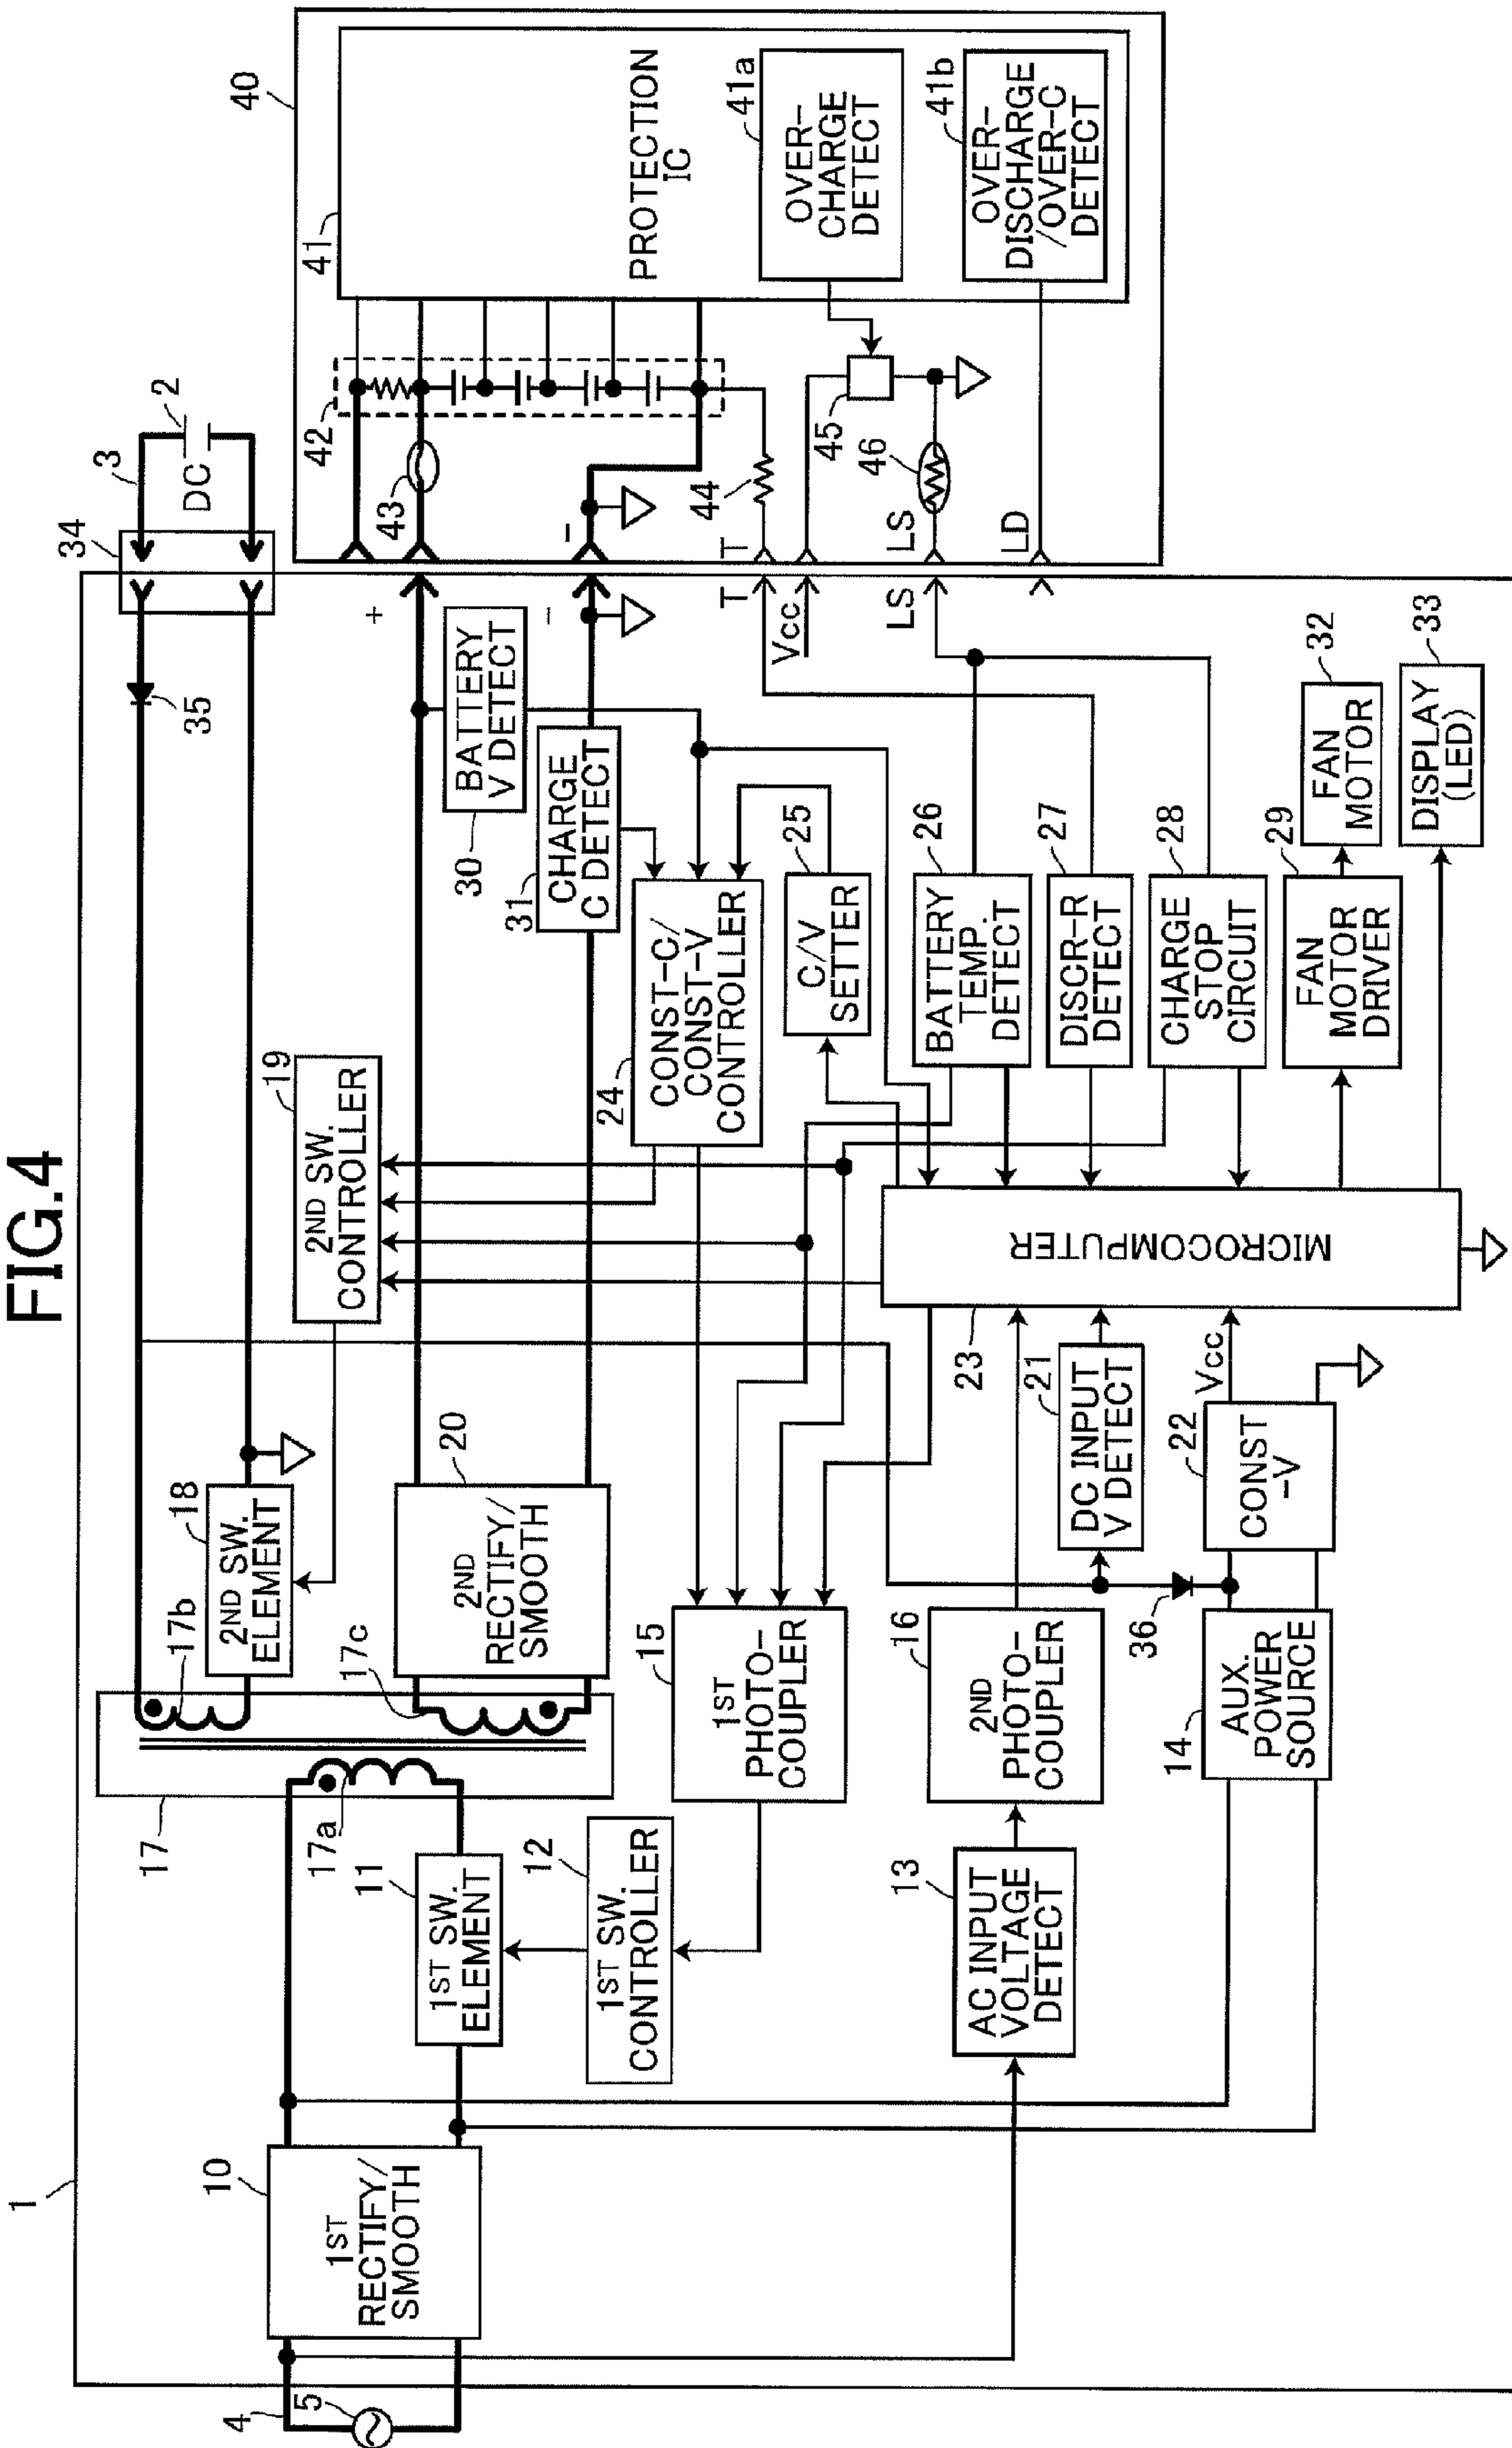 FIG.4
1
4
5
10
1ST
RECTIFY/
SMOOTH
11
1ST SW.
ELEMENT
12
1ST SW.
CONTROLLER
13
AC INPUT
VOLTAGE
DETECT
17
17a
17b
17c
14
AUX.
POWER
SOURCE
15
1ST
PHOTO-
COUPLER
16
2ND
PHOTO-
COUPLER
36
18
2ND SW.
ELEMENT
20
2ND
RECTIFY/
SMOOTH
21
DC INPUT
V DETECT
22
CONST
-V
Vcc
19
2ND SW.
CONTROLLER
23
MICROCOMPUTER
24
CONST-C/
CONST-V
CONTROLLER
25
C/V
SETTER
26
BATTERY
TEMP.
DETECT
27
DISCR-R
DETECT
28
CHARGE
STOP
CIRCUIT
29
FAN
MOTOR
DRIVER
30
BATTERY
V DETECT
31
CHARGE
C DETECT
32
FAN
MOTOR
33
DISPLAY
(LED)
35
34
3
2
DC
+
−
T
Vcc
LS
−
T
LS
LD
40
41
PROTECTION
IC
41a
OVER-
CHARGE
DETECT
41b
OVER-
DISCHARGE
/OVER-C
DETECT
42
43
44
45
46